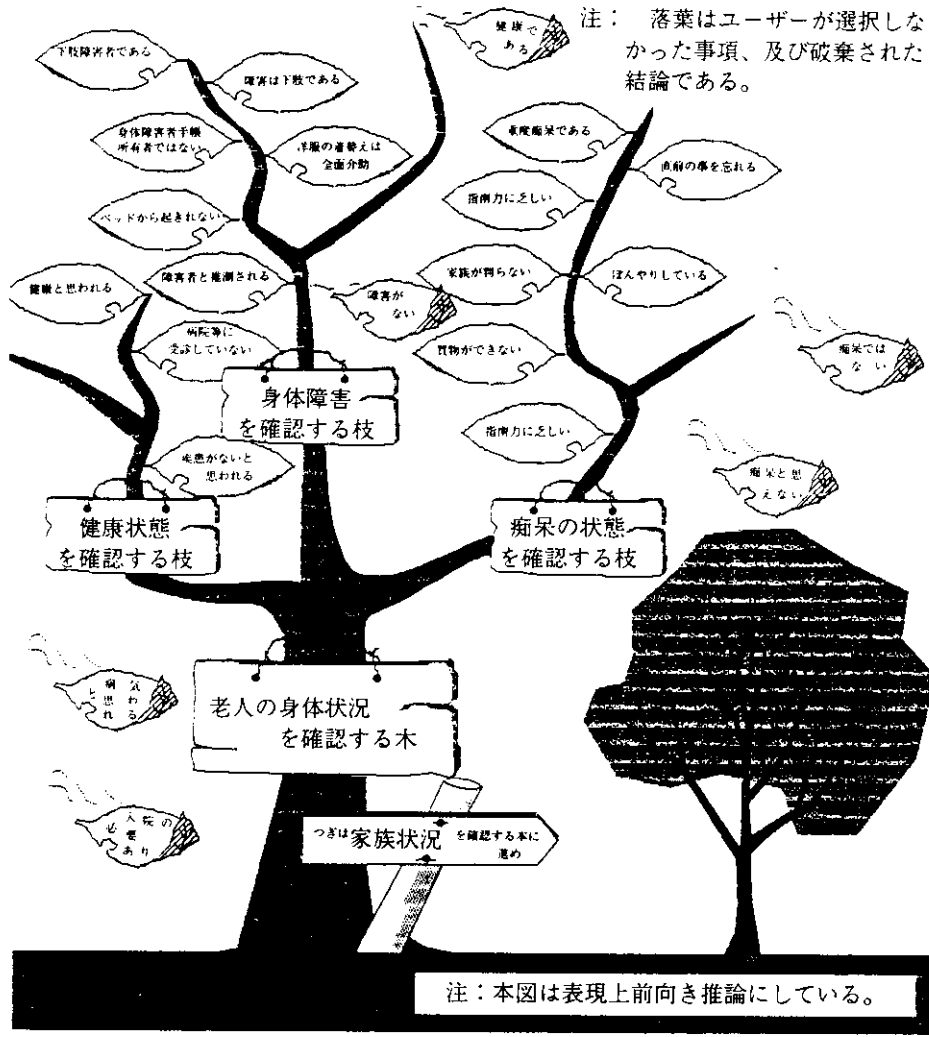 注： 落葉はユーザーが選択しな
かった事項、及び破棄された
結論である。
健康で
ある
下肢障害者である
障害は下肢である
身体障害者手帳
所有者ではない
洋服の着替えは
全面介助
ベッドから起きれない
障害者と推測される
障害が
ない
健康と思われる
病院等に
受診していない
疾患がないと
思われる
重度痴呆である
直前の事を忘れる
指南力に乏しい
家族が判らない
ぼんやりしている
買物ができない
指南力に乏しい
痴呆では
ない
痴呆と思
えない
身体障害
を確認する枝
健康状態
を確認する枝
痴呆の状態
を確認する枝
病気
と思われる
入院の
必要
あり
老人の身体状況
を確認する木
つぎは 家族状況 を確認する木に
進め
注：本図は表現上前向き推論にしている。